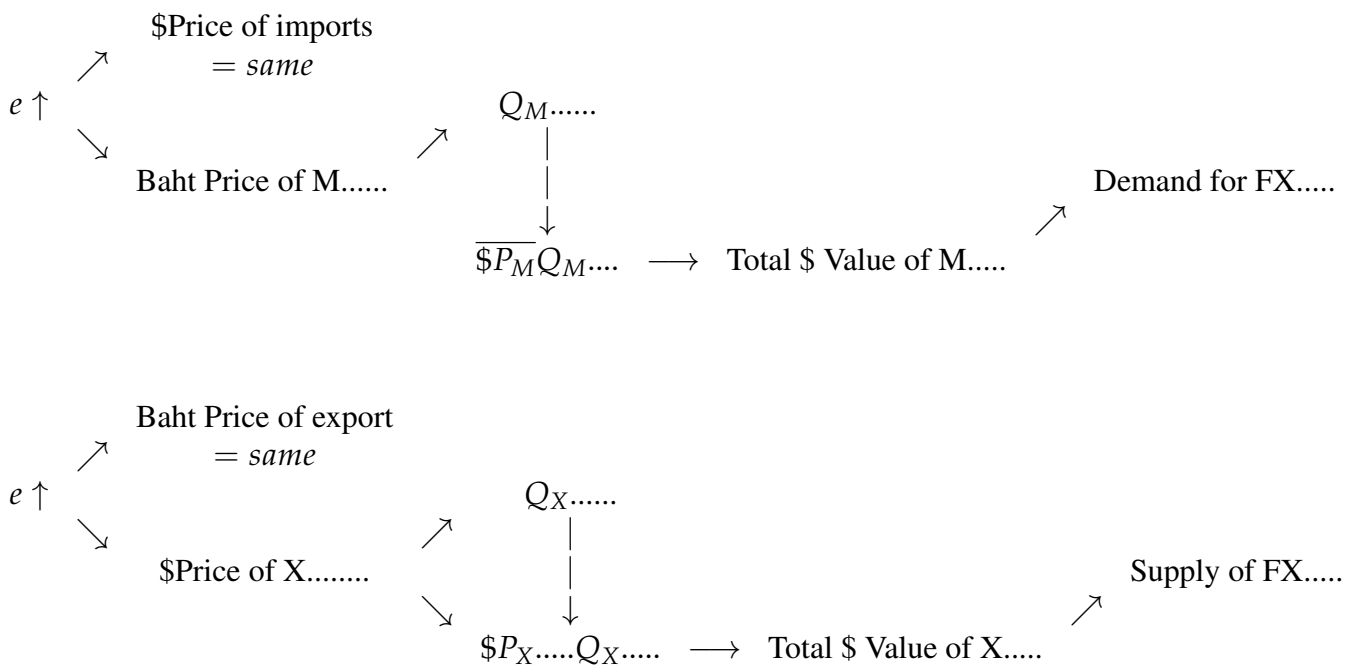 $Price of imports
= same
e ↑
Q_M......
Baht Price of M......
Demand for FX.....
$\overline{\$P_M}$Q_M....
⟶
Total $ Value of M.....
Baht Price of export
= same
e ↑
Q_X......
$Price of X........
Supply of FX.....
$P_X.....Q_X.....
⟶
Total $ Value of X.....